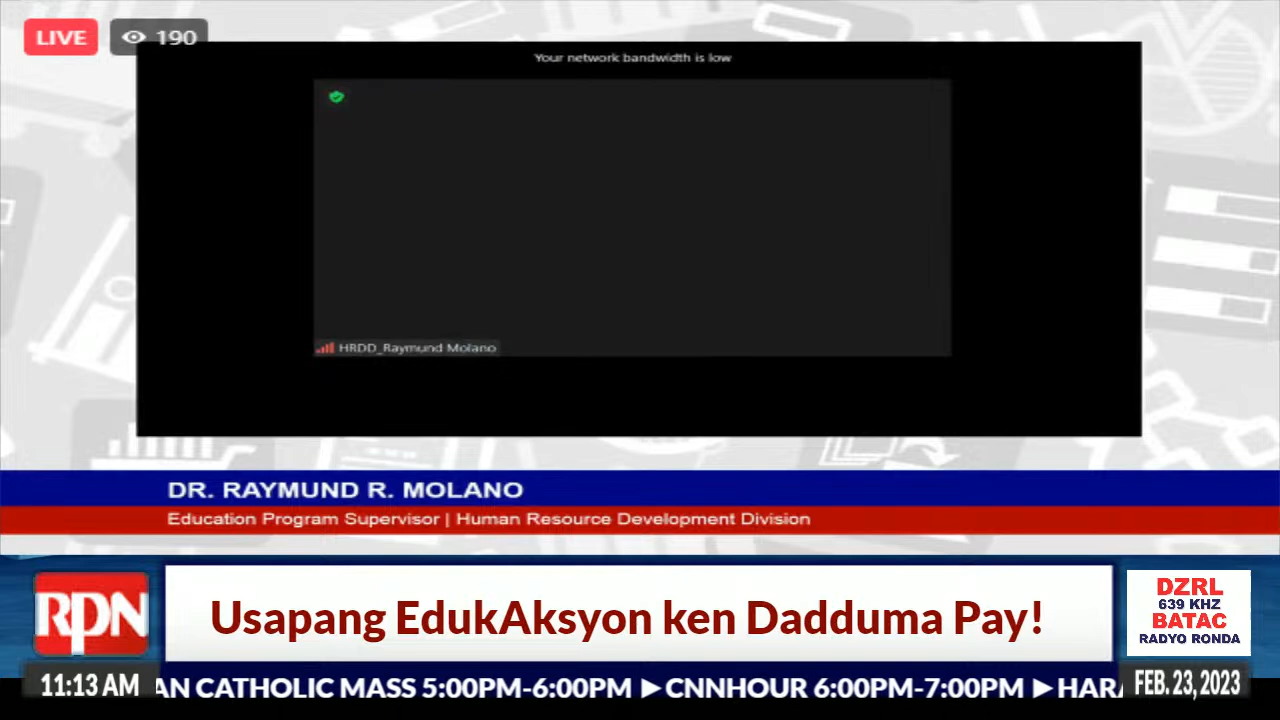 LIVE
190
Your network bandwidth is low
HRDD_Raymund Molano
DR. RAYMUND R. MOLANO
Education Program Supervisor | Human Resource Development Division
RPN
Usapang EdukAksyon ken Dadduma Pay!
DZRL
639 KHZ
BATAC
RADYO RONDA
11:13 AM
AN CATHOLIC MASS 5:00PM-6:00PM ►CNNHOUR 6:00PM-7:00PM ►HARA
FEB. 23, 2023